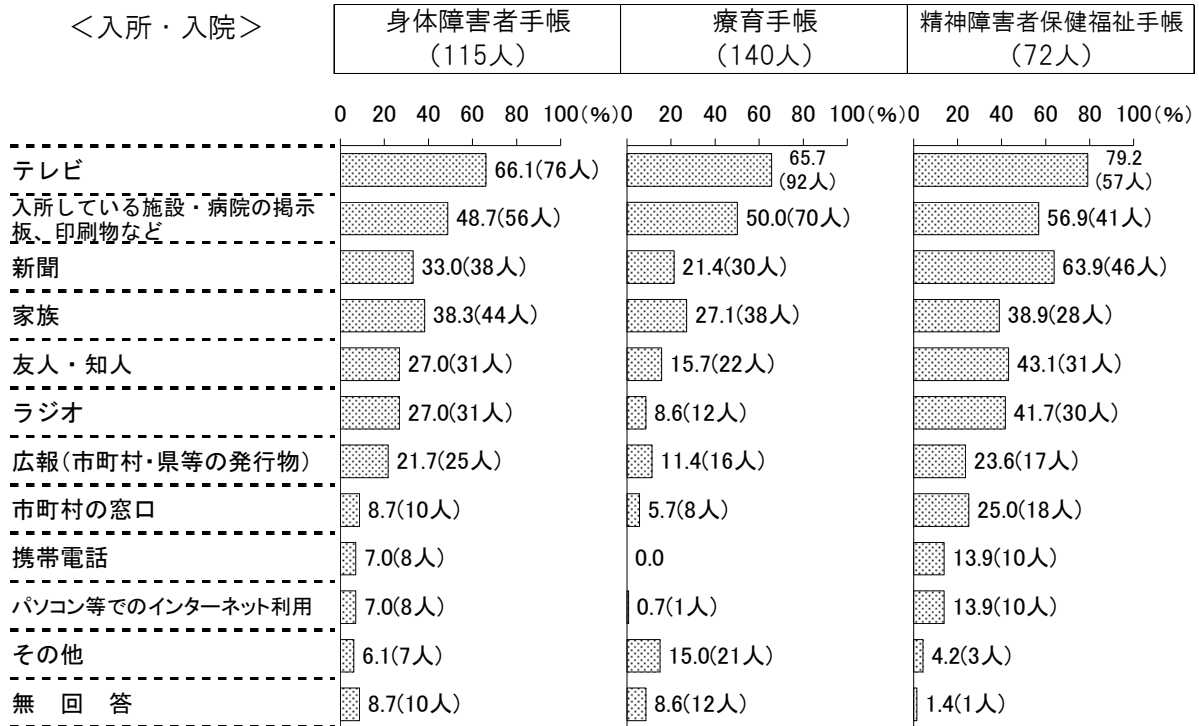 ＜入所・入院＞
身体障害者手帳
（115人）
療育手帳
（140人）
精神障害者保健福祉手帳
（72人）
0 20 40 60 80 100(%)
0 20 40 60 80 100(%)
0 20 40 60 80 100(%)
テレビ
66.1(76人)
65.7
(92人)
79.2
(57人)
入所している施設・病院の掲示
板、印刷物など
48.7(56人)
50.0(70人)
56.9(41人)
新聞
33.0(38人)
21.4(30人)
63.9(46人)
家族
38.3(44人)
27.1(38人)
38.9(28人)
友人・知人
27.0(31人)
15.7(22人)
43.1(31人)
ラジオ
27.0(31人)
8.6(12人)
41.7(30人)
広報(市町村・県等の発行物)
21.7(25人)
11.4(16人)
23.6(17人)
市町村の窓口
8.7(10人)
5.7(8人)
25.0(18人)
携帯電話
7.0(8人)
0.0
13.9(10人)
パソコン等でのインターネット利用
7.0(8人)
0.7(1人)
13.9(10人)
その他
6.1(7人)
15.0(21人)
4.2(3人)
無　回　答
8.7(10人)
8.6(12人)
1.4(1人)